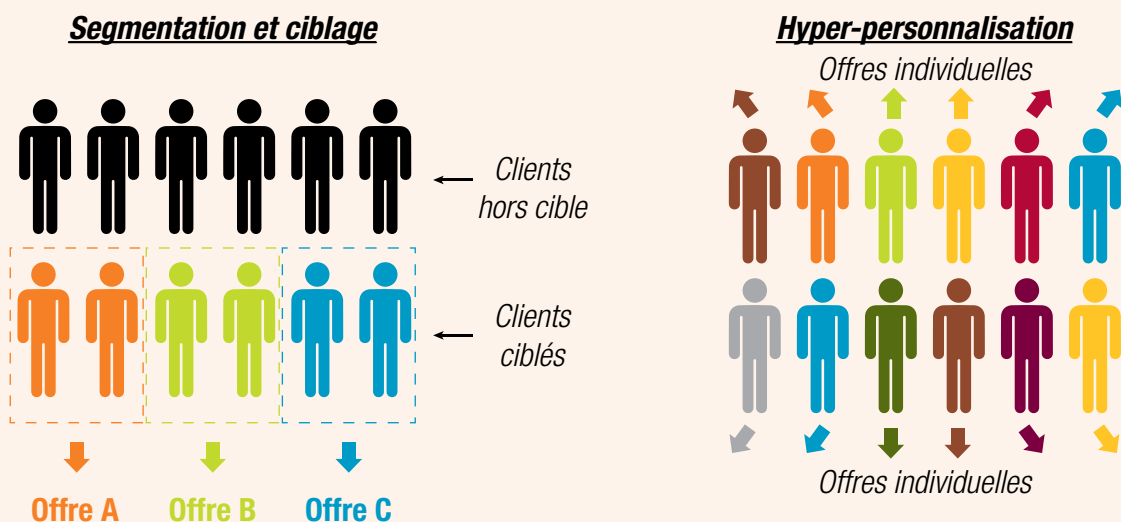 Segmentation et ciblage
Clients
hors cible
Clients
ciblés
Offre A
Offre B
Offre C
Hyper-personnalisation
Offres individuelles
Offres individuelles